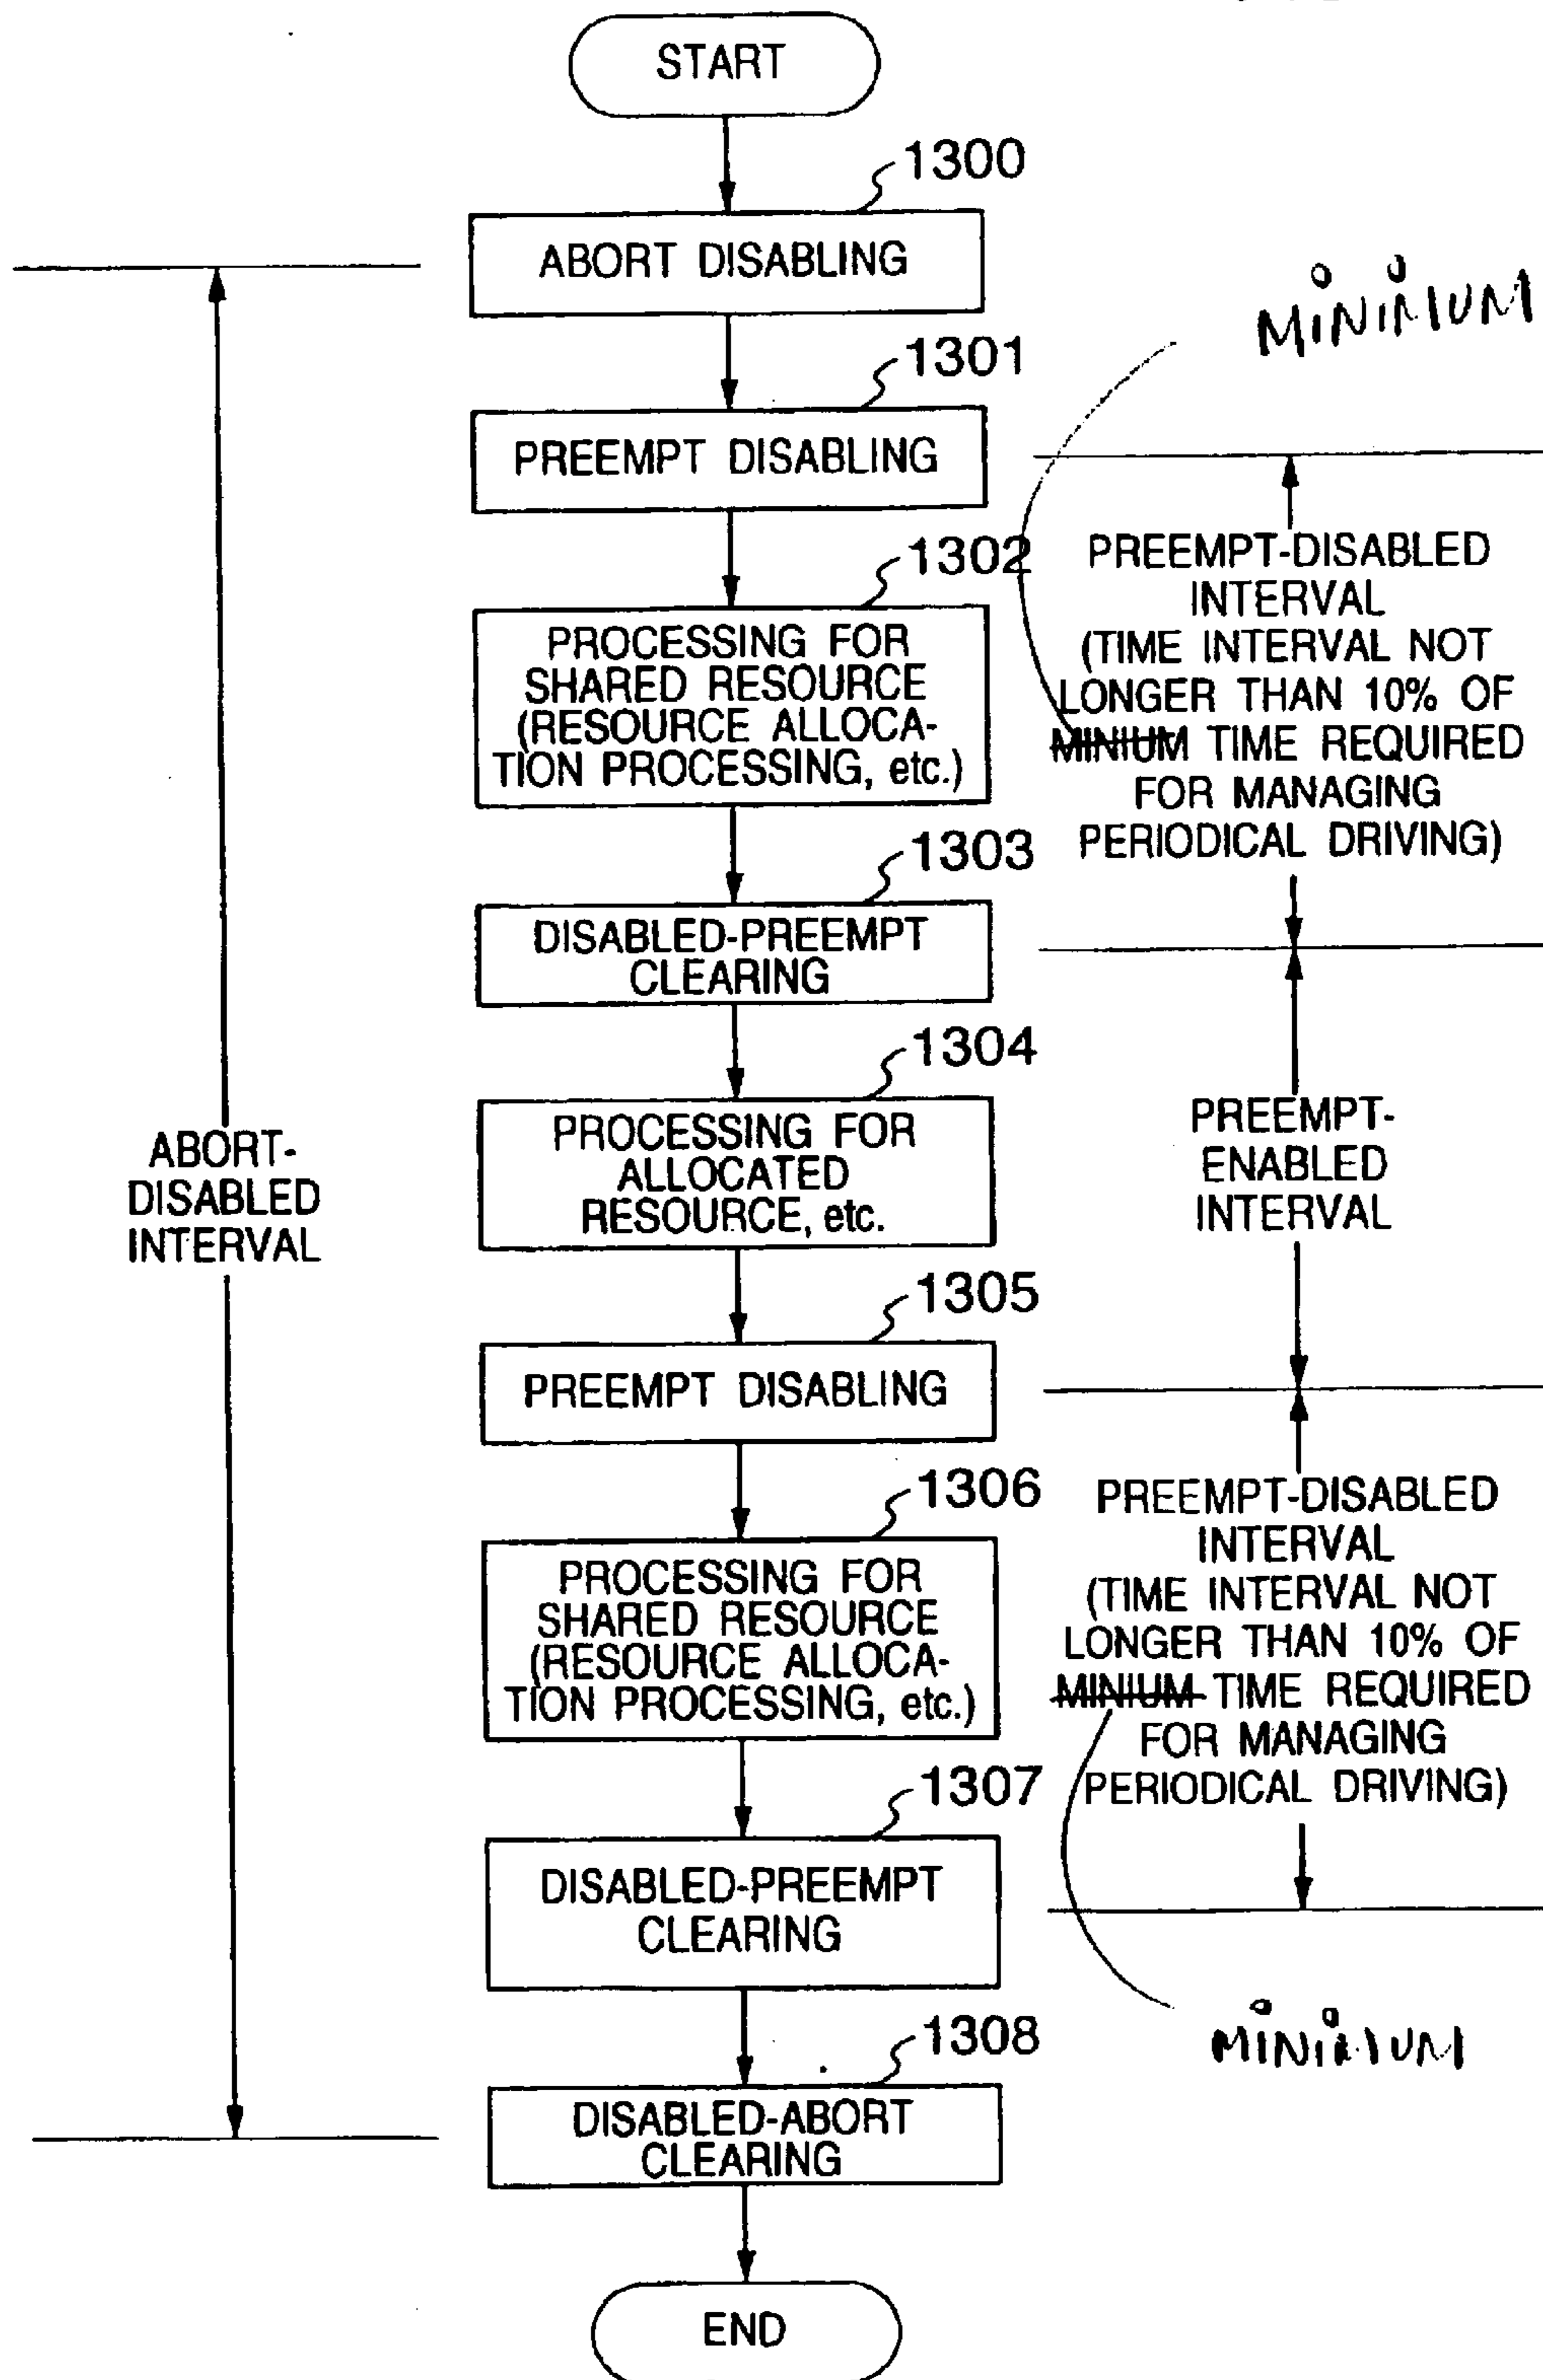 START
1300
ABORT DISABLING
1301
PREEMPT DISABLING
1302
PROCESSING FOR
SHARED RESOURCE
(RESOURCE ALLOCA-
TION PROCESSING, etc.)
1303
DISABLED-PREEMPT
CLEARING
1304
PROCESSING FOR
ALLOCATED
RESOURCE, etc.
1305
PREEMPT DISABLING
1306
PROCESSING FOR
SHARED RESOURCE
(RESOURCE ALLOCA-
TION PROCESSING, etc.)
1307
DISABLED-PREEMPT
CLEARING
1308
DISABLED-ABORT
CLEARING
END
ABORT-
DISABLED
INTERVAL
MINIMUM
PREEMPT-DISABLED
INTERVAL
(TIME INTERVAL NOT
LONGER THAN 10% OF
MINIUM TIME REQUIRED
FOR MANAGING
PERIODICAL DRIVING)
PREEMPT-
ENABLED
INTERVAL
PREEMPT-DISABLED
INTERVAL
(TIME INTERVAL NOT
LONGER THAN 10% OF
MINIUM TIME REQUIRED
FOR MANAGING
PERIODICAL DRIVING)
MINIMUM